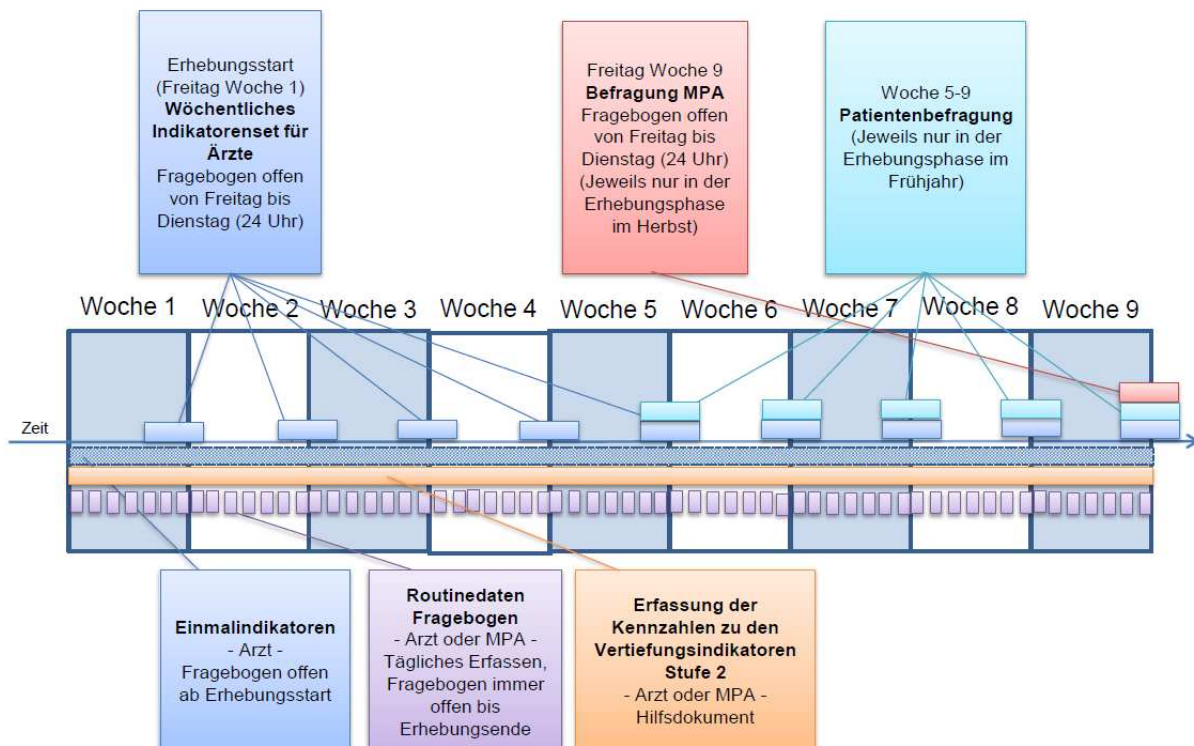 Erhebungsstart
(Freitag Woche 1)
Wöchentliches
Indikatorenset für
Ärzte
Fragebogen offen
von Freitag bis
Dienstag (24 Uhr)
Freitag Woche 9
Befragung MPA
Fragebogen offen
von Freitag bis
Dienstag (24 Uhr)
(Jeweils nur in der
Erhebungsphase
im Herbst)
Woche 5-9
Patientenbefragung
(Jeweils nur in der
Erhebungsphase im
Frühjahr)
Woche 1 Woche 2 Woche 3 Woche 4 Woche 5 Woche 6 Woche 7 Woche 8 Woche 9
Zeit
Einmalindikatoren
- Arzt -
Fragebogen offen
ab Erhebungsstart
Routinedaten
Fragebogen
- Arzt oder MPA -
Tägliches Erfassen,
Fragebogen immer
offen bis
Erhebungsende
Erfassung der
Kennzahlen zu den
Vertiefungsindikatoren
Stufe 2
- Arzt oder MPA -
Hilfsdokument